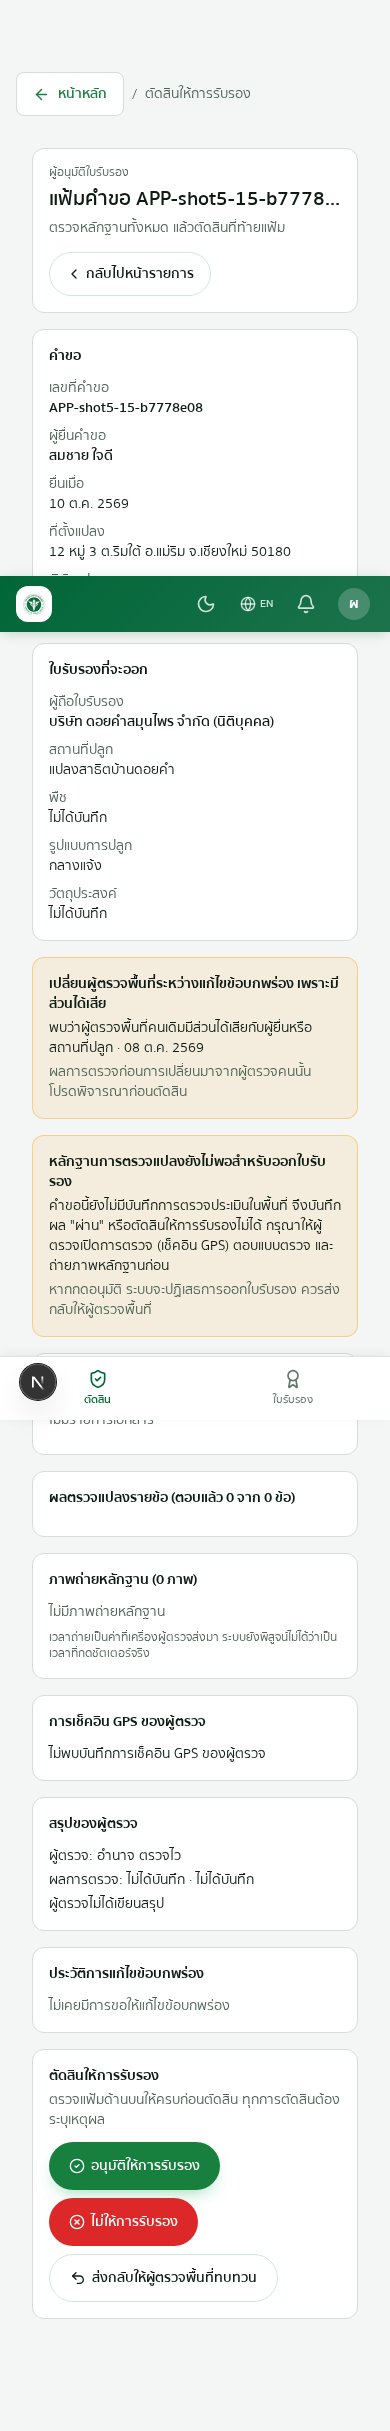 หน้าหลัก / ตัดสินให้การรับรอง
ผู้อนุมัติใบรับรอง
แฟ้มคำขอ APP-shot5-15-b7778...
ตรวจหลักฐานทั้งหมด แล้วตัดสินที่ท้ายแฟ้ม
กลับไปหน้ารายการ
คำขอ
เลขที่คำขอ
APP-shot5-15-b7778e08
ผู้ยื่นคำขอ
สมชาย ใจดี
ยื่นเมื่อ
10 ต.ค. 2569
ที่ตั้งแปลง
12 หมู่ 3 ต.ริมใต้ อ.แม่ริม จ.เชียงใหม่ 50180
EN
ผ
ใบรับรองที่จะออก
ผู้ถือใบรับรอง
บริษัท ดอยคำสมุนไพร จำกัด (นิติบุคคล)
สถานที่ปลูก
แปลงสาธิตบ้านดอยคำ
พืช
ไม่ได้บันทึก
รูปแบบการปลูก
กลางแจ้ง
วัตถุประสงค์
ไม่ได้บันทึก
เปลี่ยนผู้ตรวจพื้นที่ระหว่างแก้ไขข้อบกพร่อง เพราะมี
ส่วนได้เสีย
พบว่าผู้ตรวจพื้นที่คนเดิมมีส่วนได้เสียกับผู้ยื่นหรือ
สถานที่ปลูก · 08 ต.ค. 2569
ผลการตรวจก่อนการเปลี่ยนมาจากผู้ตรวจคนนั้น
โปรดพิจารณาก่อนตัดสิน
หลักฐานการตรวจแปลงยังไม่พอสำหรับออกใบรับ
รอง
คำขอนี้ยังไม่มีบันทึกการตรวจประเมินในพื้นที่ จึงบันทึก
ผล "ผ่าน" หรือตัดสินให้การรับรองไม่ได้ กรุณาให้ผู้
ตรวจเปิดการตรวจ (เช็คอิน GPS) ตอบแบบตรวจ และ
ถ่ายภาพหลักฐานก่อน
หากกดอนุมัติ ระบบจะปฏิเสธการออกใบรับรอง ควรส่ง
กลับให้ผู้ตรวจพื้นที่
N
ตัดสิน
ใบรับรอง
ไม่มีรายการเอกสาร
ผลตรวจแปลงรายข้อ (ตอบแล้ว 0 จาก 0 ข้อ)
ภาพถ่ายหลักฐาน (0 ภาพ)
ไม่มีภาพถ่ายหลักฐาน
เวลาถ่ายเป็นค่าที่เครื่องผู้ตรวจส่งมา ระบบยังพิสูจน์ไม่ได้ว่าเป็น
เวลาที่กดชัตเตอร์จริง
การเช็คอิน GPS ของผู้ตรวจ
ไม่พบบันทึกการเช็คอิน GPS ของผู้ตรวจ
สรุปของผู้ตรวจ
ผู้ตรวจ: อำนาจ ตรวจไว
ผลการตรวจ: ไม่ได้บันทึก · ไม่ได้บันทึก
ผู้ตรวจไม่ได้เขียนสรุป
ประวัติการแก้ไขข้อบกพร่อง
ไม่เคยมีการขอให้แก้ไขข้อบกพร่อง
ตัดสินให้การรับรอง
ตรวจแฟ้มด้านบนให้ครบก่อนตัดสิน ทุกการตัดสินต้อง
ระบุเหตุผล
อนุมัติให้การรับรอง
ไม่ให้การรับรอง
ส่งกลับให้ผู้ตรวจพื้นที่ทบทวน